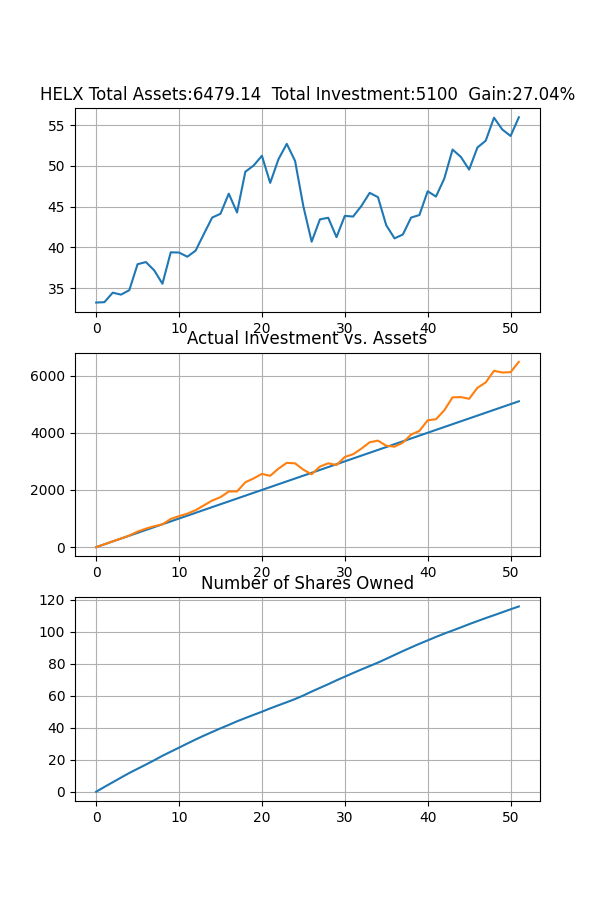 HELX Total Assets:6479.14  Total Investment:5100  Gain:27.04%
55
50
45
40
35
0 10 20 30 40 50
Actual Investment vs. Assets
6000
4000
2000
0
0 10 20 30 40 50
Number of Shares Owned
120
100
80
60
40
20
0
0 10 20 30 40 50